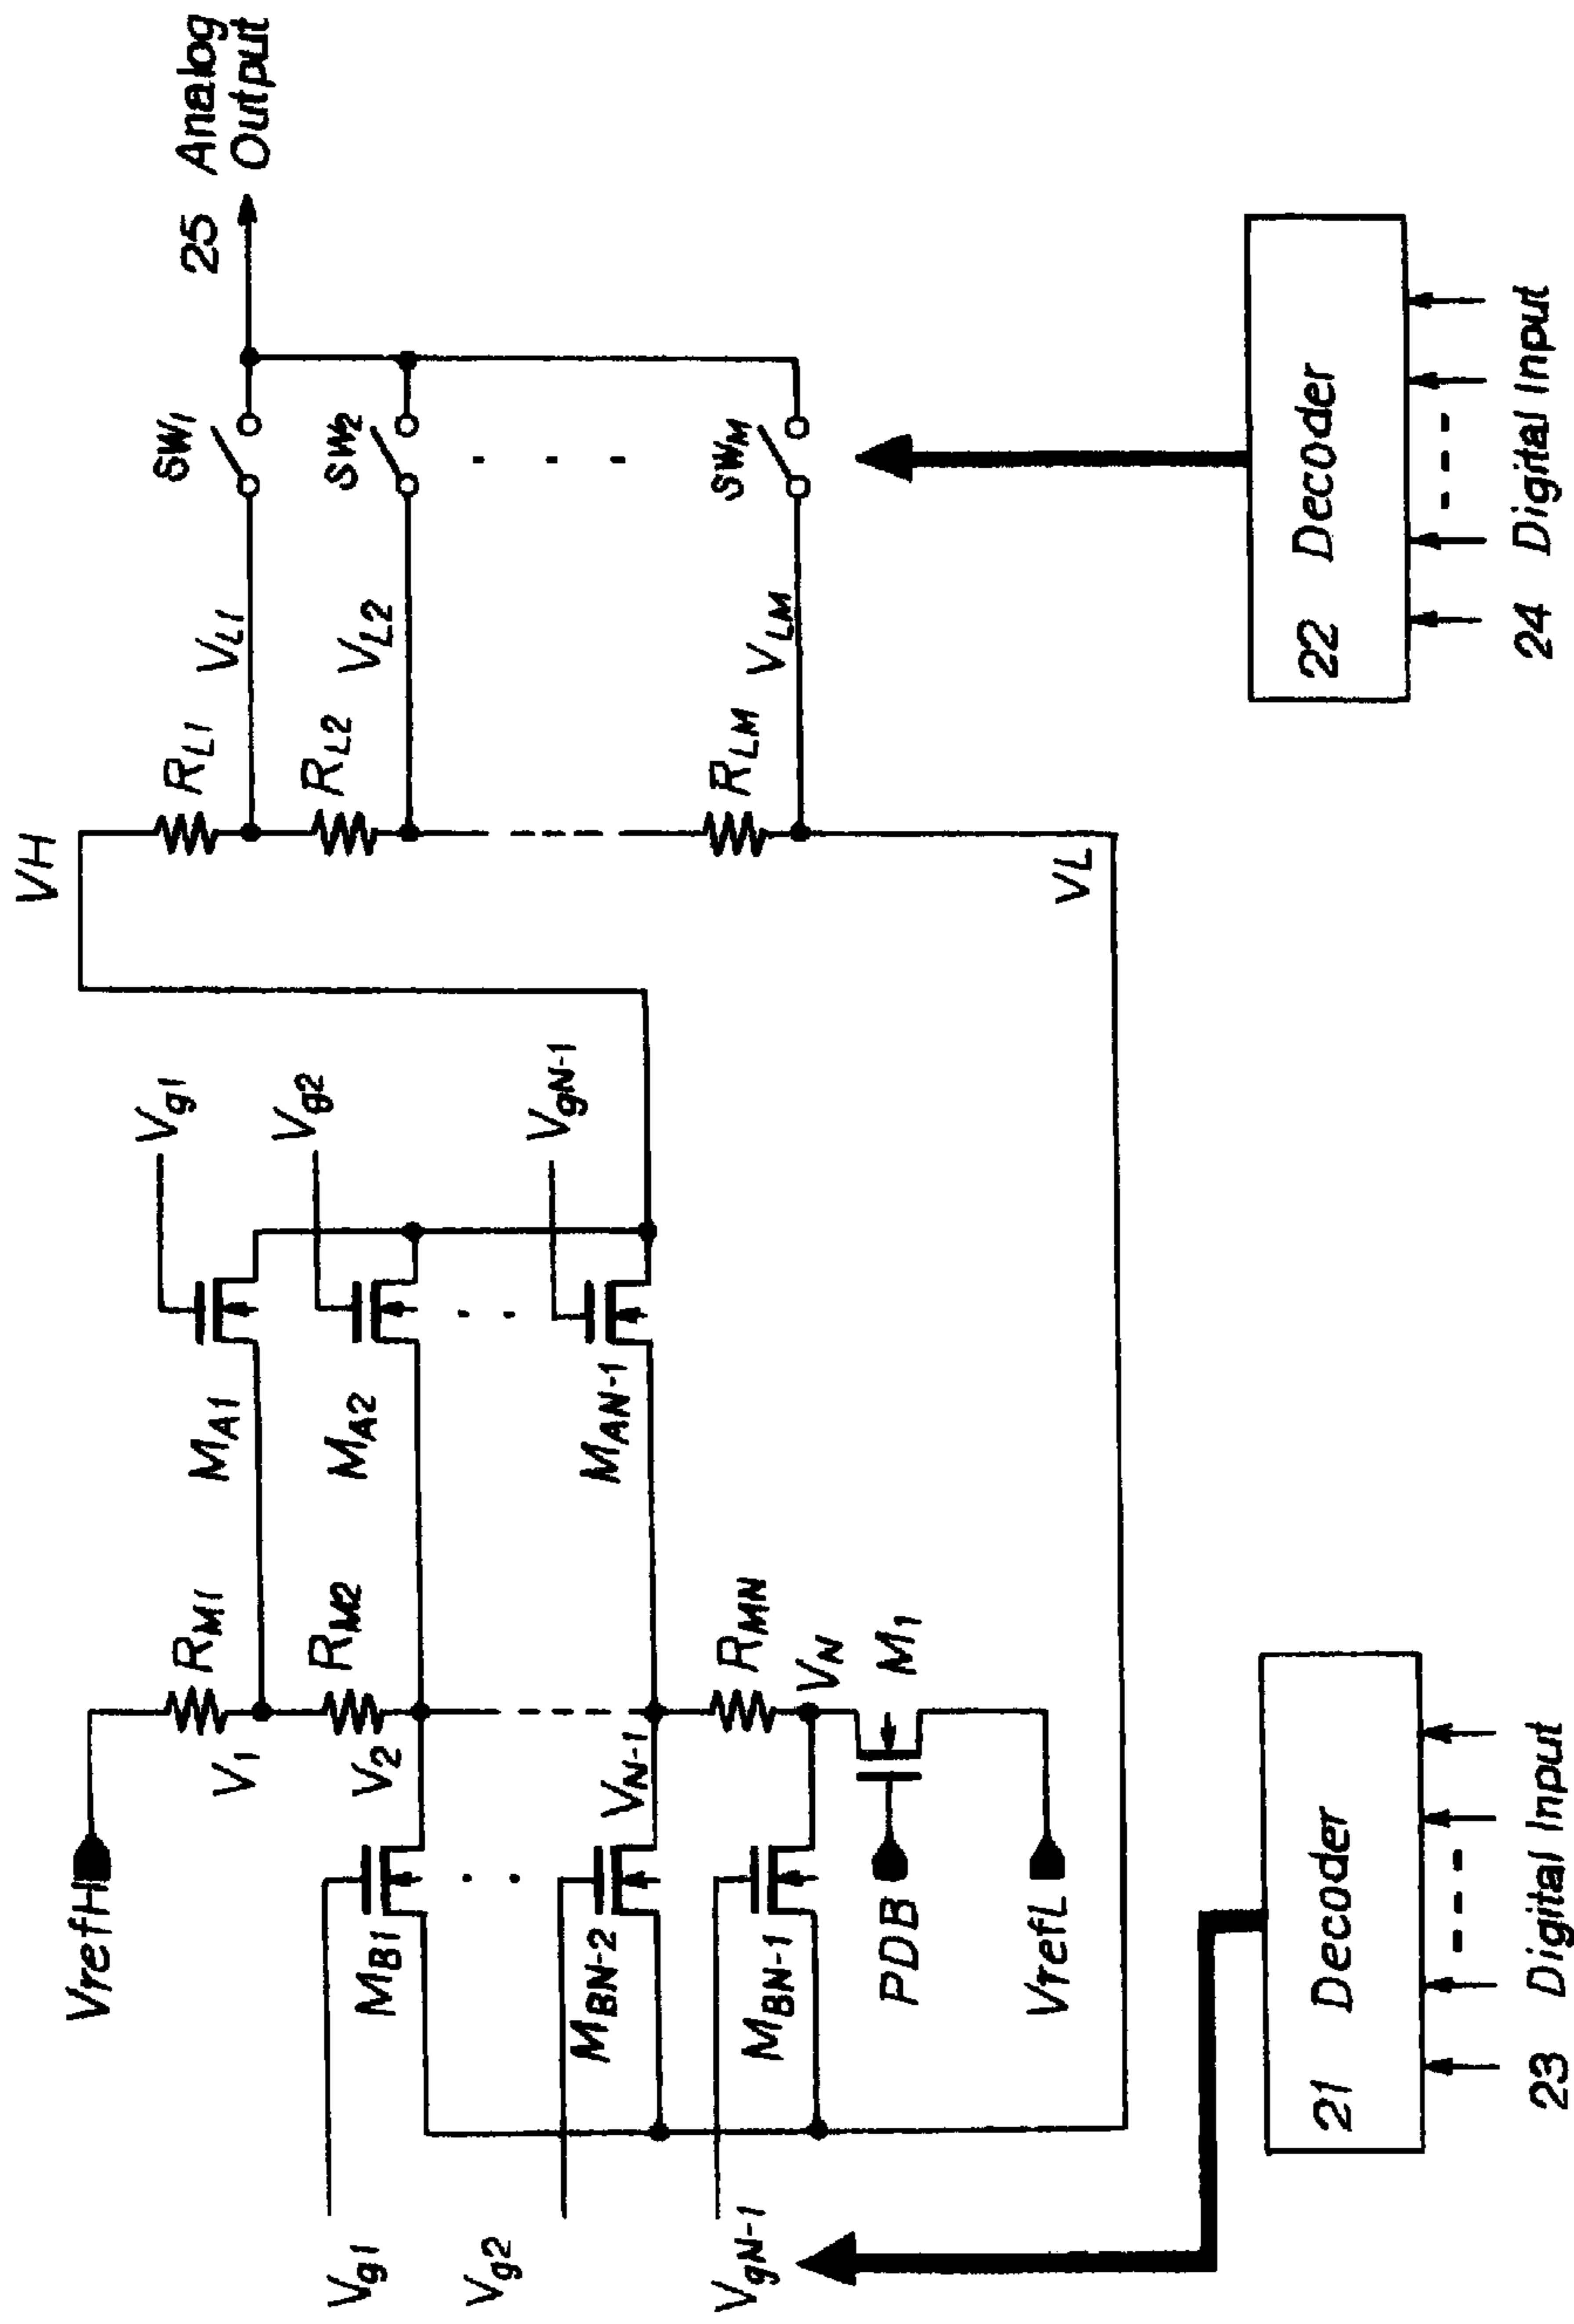 VrefH
V1
RM1
MA1
Vg1
VH
RL1
VL1
SW1
25 Analog
Output
Vg1
MB1
V2
RM2
MA2
Vg2
RL2
VL2
SW2
Vg2
MBN-2
VN-1
MAN-1
VgN-1
RLM
VLM
SWM
VgN-1
MBN-1
RMN
VN
M1
PDB
VrefL
VL
21 Decoder
23 Digital Input
22 Decoder
24 Digital Input